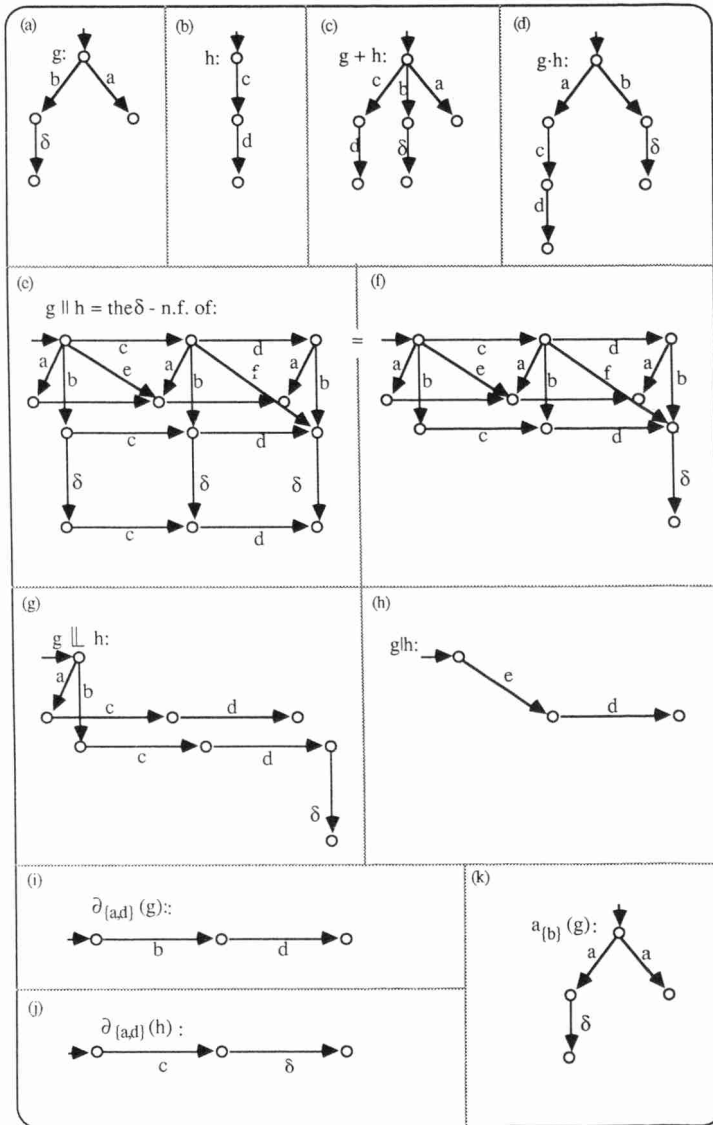 (a)
g:
b
a
δ
(b)
h:
c
d
(c)
g + h:
c
b
a
d
δ
(d)
g·h:
a
b
c
δ
d
(e)
g || h = the δ - n.f. of:
c
d
a
b
e
a
b
f
a
b
c
d
δ
δ
δ
c
d
=
(f)
c
d
a
b
e
a
b
f
a
b
c
d
δ
(g)
g ⌊⌊ h:
a
b
c
d
c
d
δ
(h)
g|h:
e
d
(i)
∂{a,d} (g)::
b
d
(j)
∂{a,d}(h) :
c
δ
(k)
a{b} (g):
a
a
δ